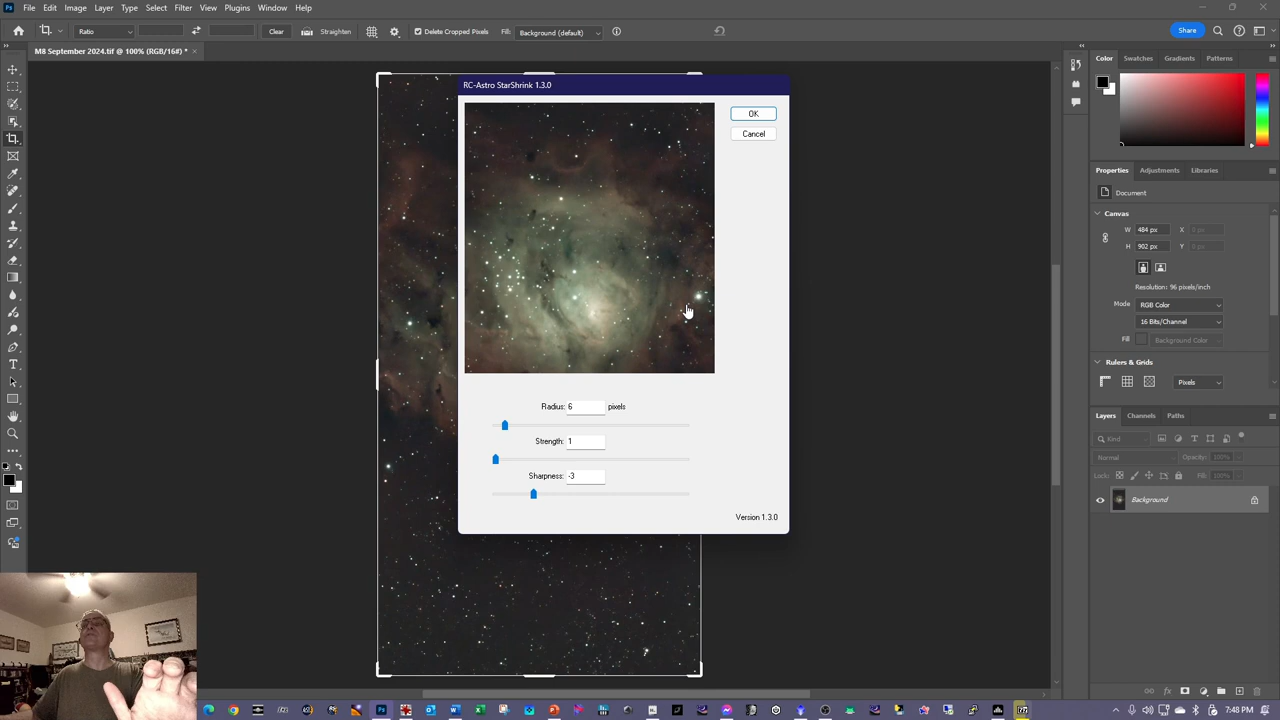 File Edit Image Layer Type Select Filter View Plugins Window Help
Ratio Clear Straighten Delete Cropped Pixels Fill: Background (default) Share
M8 September 2024.tif @ 100% (RGB/16#) *
RC-Astro StarShrink 1.3.0
OK
Cancel
Radius: 6 pixels
Strength: 1
Sharpness: -3
Version 1.3.0
Color Swatches Gradients Patterns
Properties Adjustments Libraries
Document
Canvas
W 484 px X 0 px
H 902 px Y 0 px
Resolution: 96 pixels/inch
Mode RGB Color
16 Bits/Channel
Fill Background Color
Rulers & Grids
Pixels
Layers Channels Paths
Kind
Normal Opacity: 100%
Lock: Fill: 100%
Background
7:48 PM